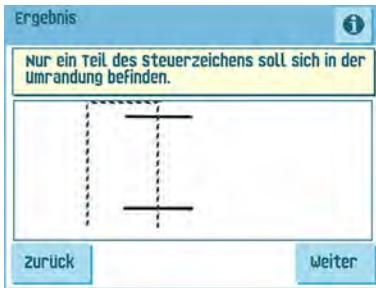 Ergebnis
i
Nur ein Teil des Steuerzeichens soll sich in der
Umrandung befinden.
Zurück
Weiter